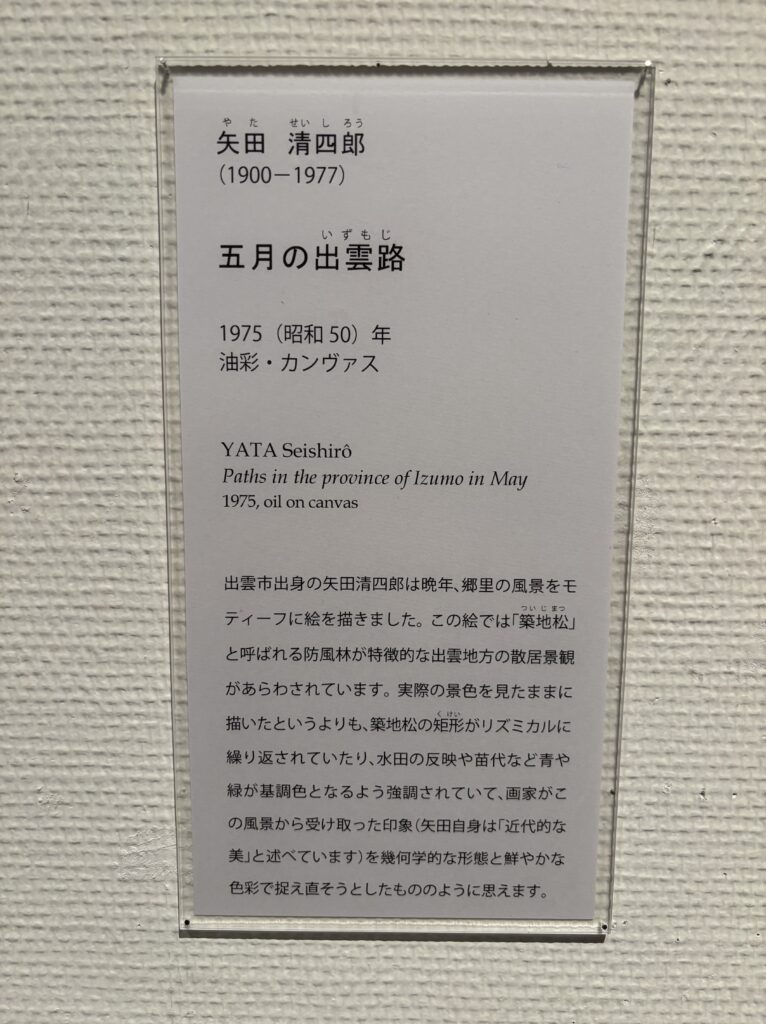 やた せいしろう
矢田 清四郎
(1900－1977)
いずもじ
五月の出雲路
1975（昭和50）年
油彩・カンヴァス
YATA Seishirô
Paths in the province of Izumo in May
1975, oil on canvas
出雲市出身の矢田清四郎は晩年、郷里の風景をモ
ついじまつ
ティーフに絵を描きました。この絵では「築地松」
と呼ばれる防風林が特徴的な出雲地方の散居景観
があらわされています。実際の景色を見たままに
くけい
描いたというよりも、築地松の矩形がリズミカルに
繰り返されていたり、水田の反映や苗代など青や
緑が基調色となるよう強調されていて、画家がこ
の風景から受け取った印象（矢田自身は「近代的な
美」と述べています）を幾何学的な形態と鮮やかな
色彩で捉え直そうとしたもののように思えます。